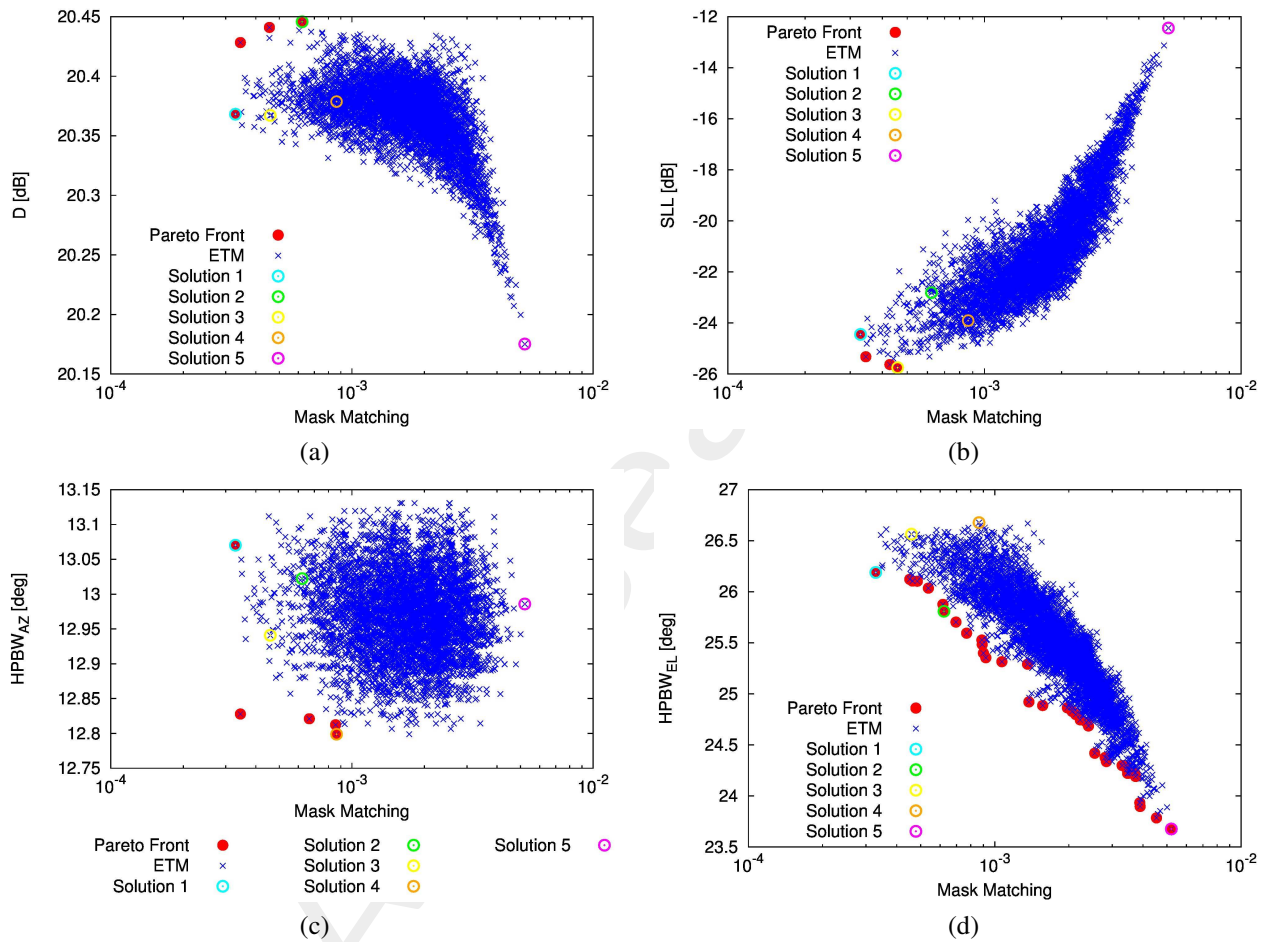 20.45
20.4
20.35
20.3
20.25
20.2
20.15
D [dB]
Pareto Front
ETM
Solution 1
Solution 2
Solution 3
Solution 4
Solution 5
10-4
10-3
10-2
Mask Matching
(a)
-12
-14
-16
-18
-20
-22
-24
-26
SLL [dB]
Pareto Front
ETM
Solution 1
Solution 2
Solution 3
Solution 4
Solution 5
10-4
10-3
10-2
Mask Matching
(b)
13.15
13.1
13.05
13
12.95
12.9
12.85
12.8
12.75
HPBWAZ [deg]
10-4
10-3
10-2
Mask Matching
Pareto Front
ETM
Solution 1
Solution 2
Solution 3
Solution 4
Solution 5
(c)
27
26.5
26
25.5
25
24.5
24
23.5
HPBWEL [deg]
Pareto Front
ETM
Solution 1
Solution 2
Solution 3
Solution 4
Solution 5
10-4
10-3
10-2
Mask Matching
(d)